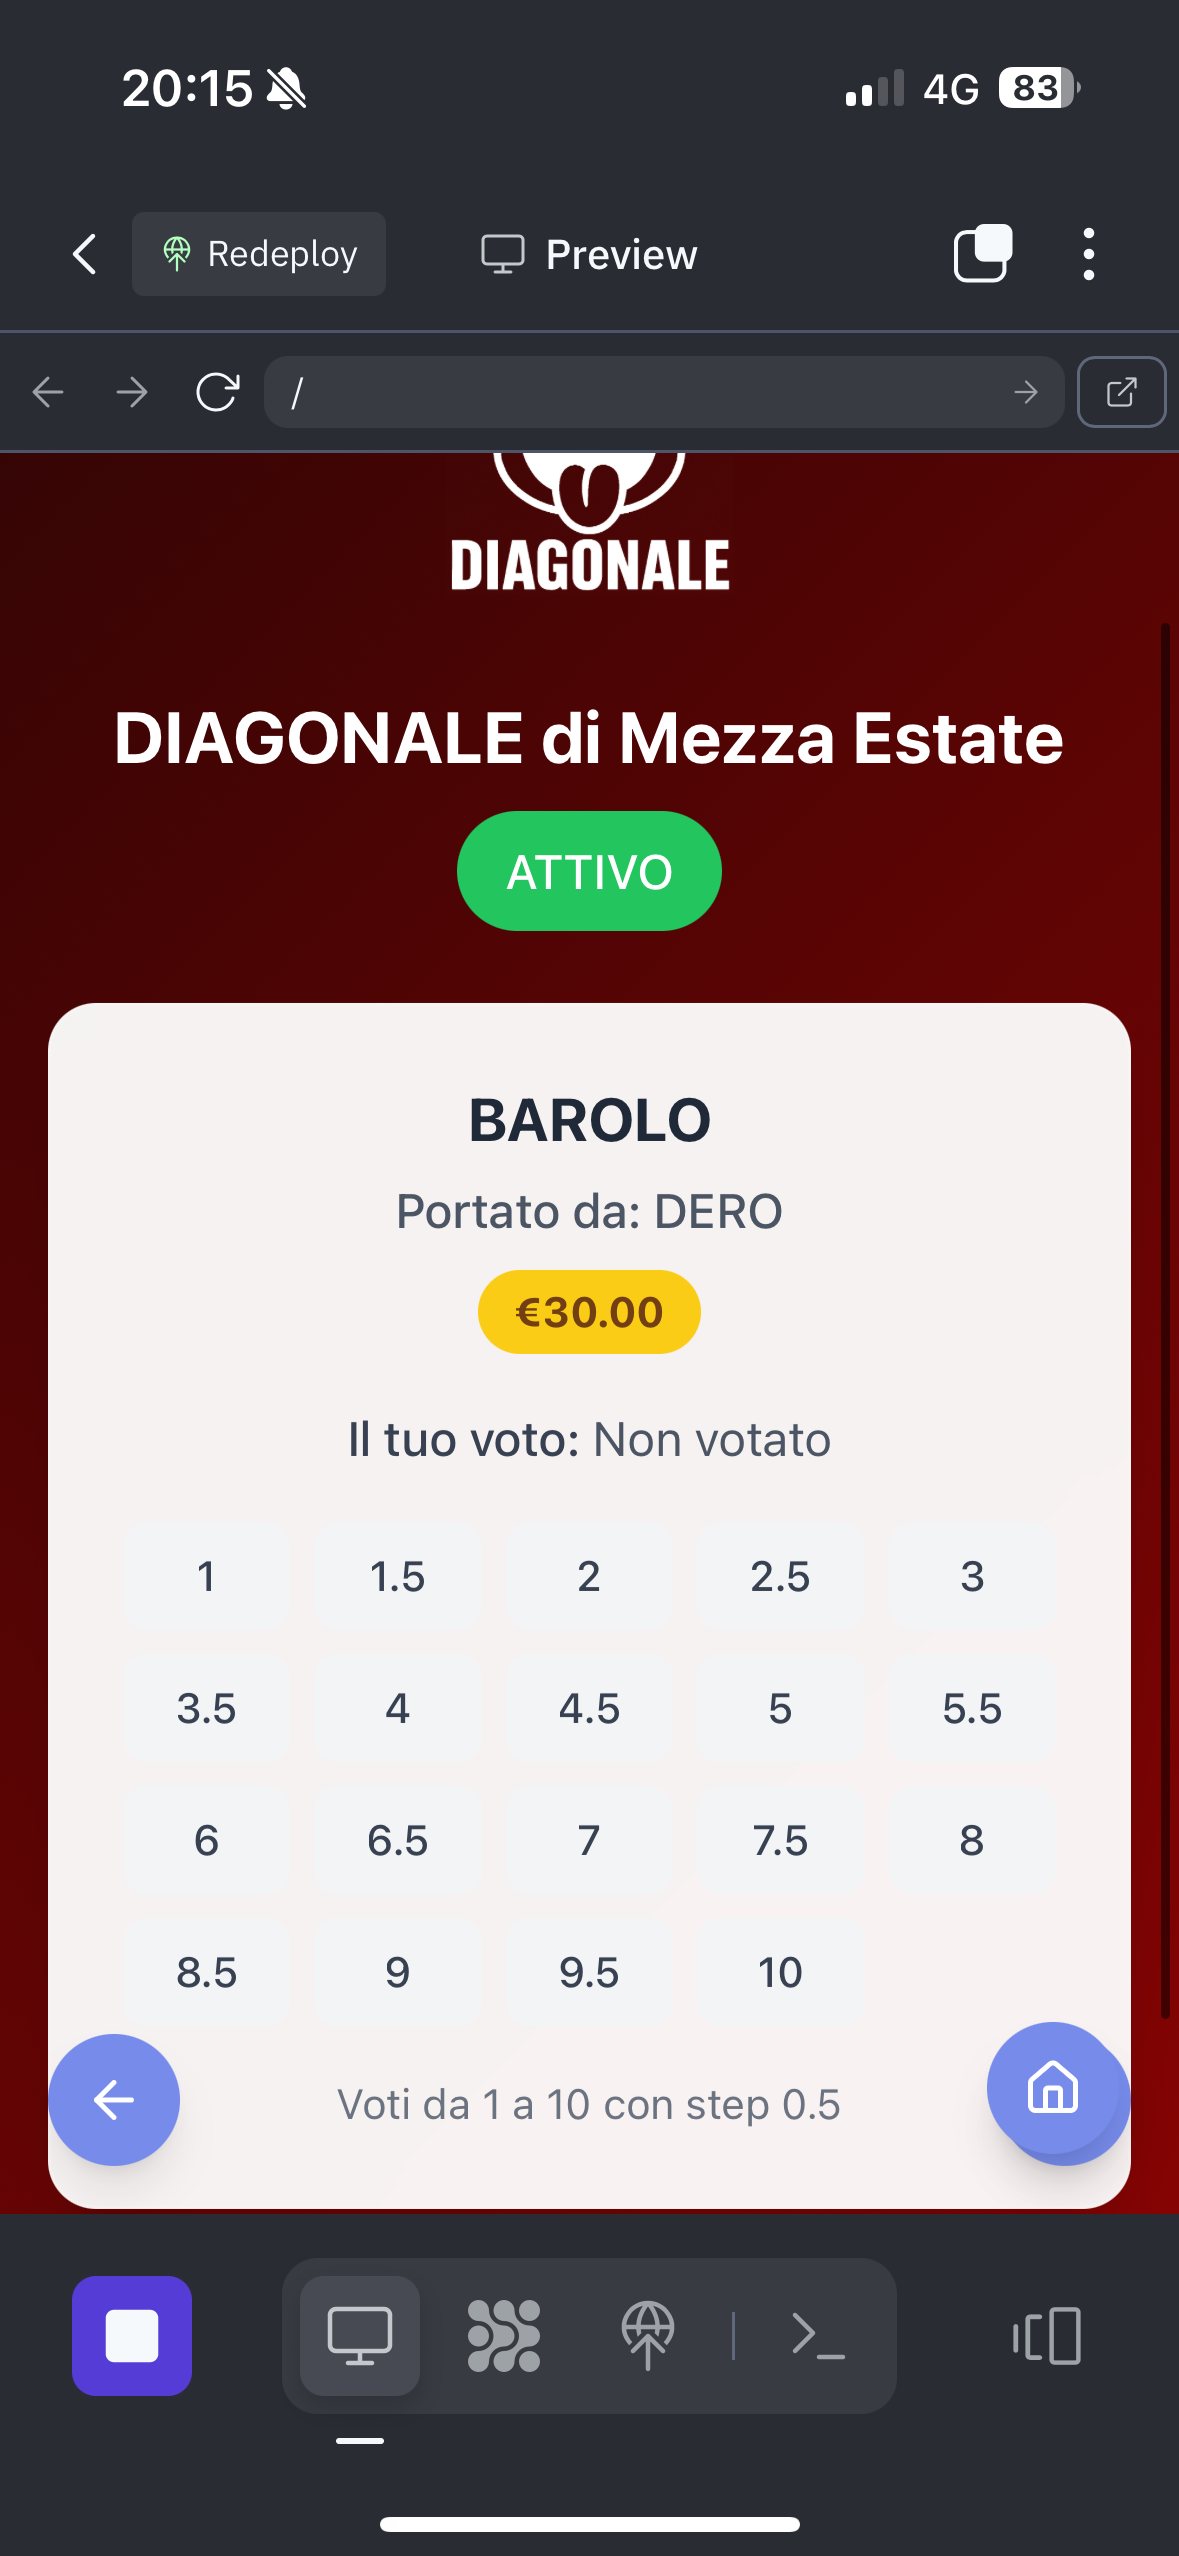 20:15 4G 83
Redeploy Preview
/
DIAGONALE
DIAGONALE di Mezza Estate
ATTIVO
BAROLO
Portato da: DERO
€30.00
Il tuo voto: Non votato
1 1.5 2 2.5 3
3.5 4 4.5 5 5.5
6 6.5 7 7.5 8
8.5 9 9.5 10
Voti da 1 a 10 con step 0.5